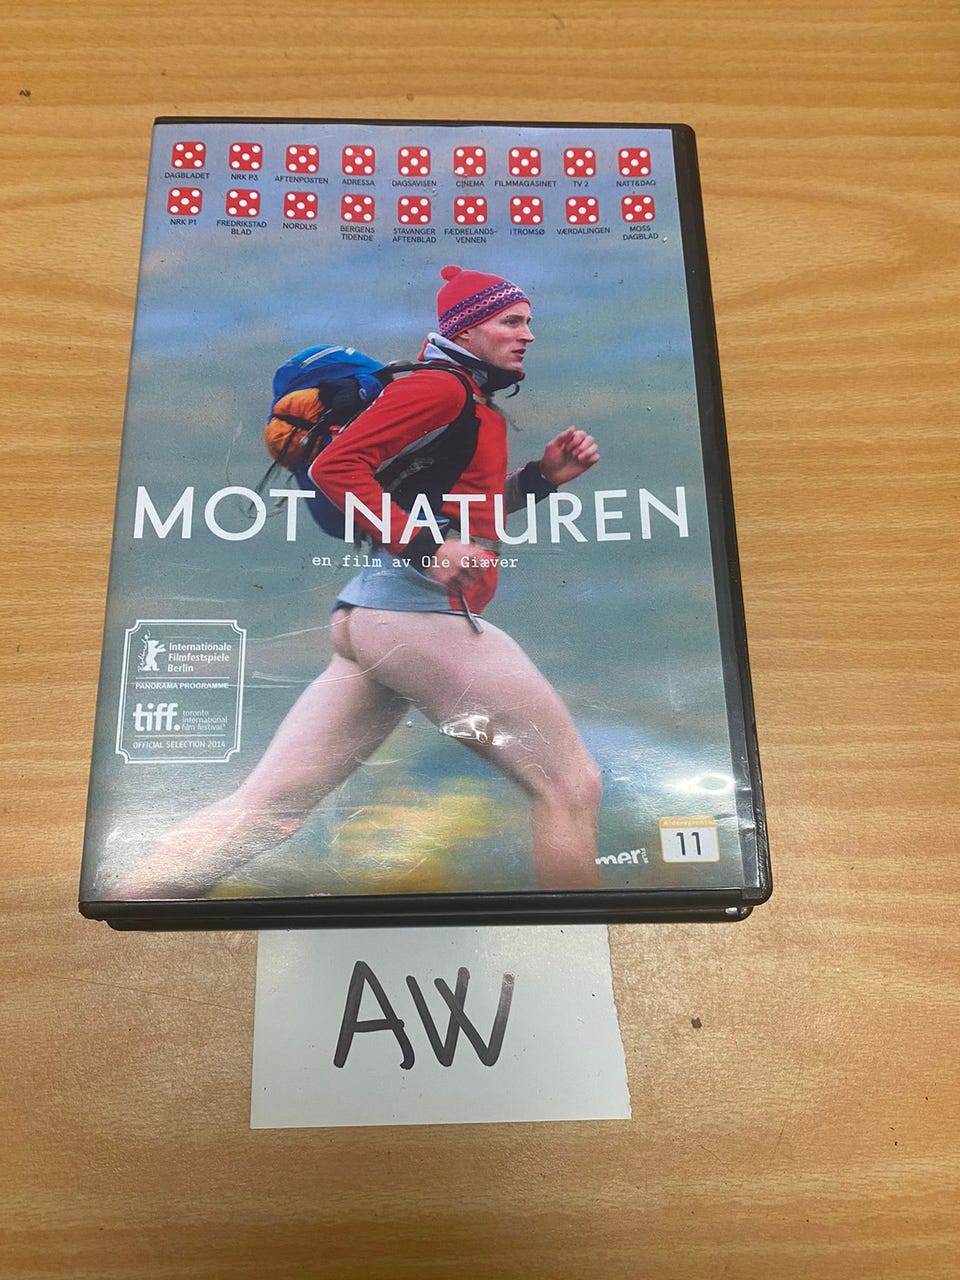 DAGBLADET NRK P3 AFTENPOSTEN ADRESSA DAGSAVISEN CINEMA FILMMAGASINET TV 2 NATT&DAG
NRK P1 FREDRIKSTAD BLAD NORDLYS BERGENS TIDENDE STAVANGER AFTENBLAD FÆDRELANDS-VENNEN iTROMSØ VÆRDALINGEN MOSS DAGBLAD
MOT NATUREN
en film av Ole Giæver
Internationale
Filmfestspiele
Berlin
PANORAMA PROGRAMME
tiff.
toronto
international
film festival
OFFICIAL SELECTION 2014
mer
11
AW